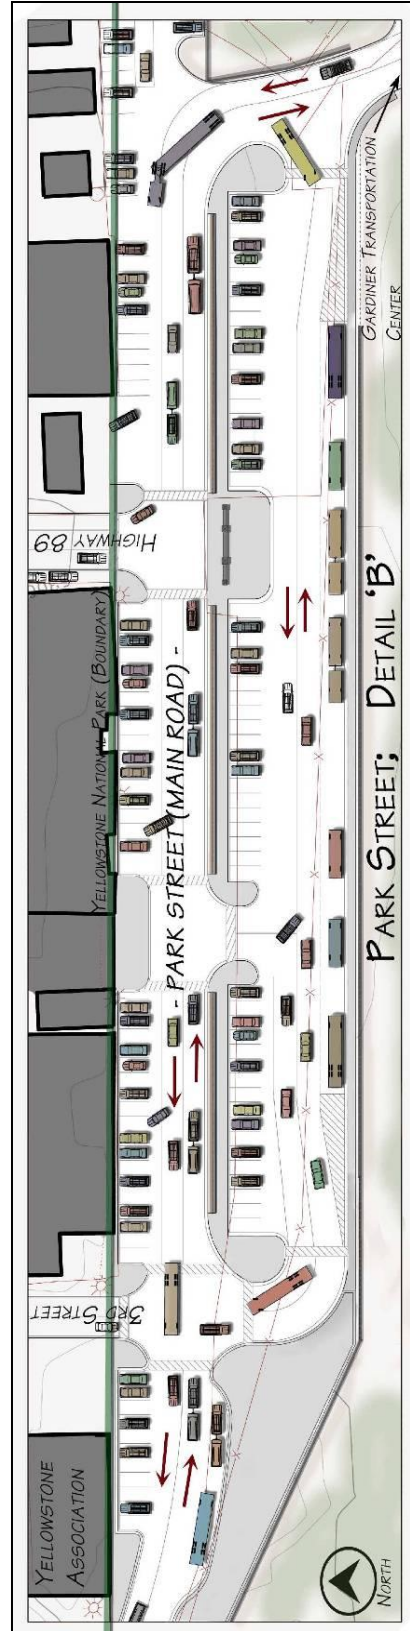 GARDINER TRANSPORTATION
CENTER
HIGHWAY 89
YELLOWSTONE NATIONAL PARK (BOUNDARY)
- PARK STREET (MAIN ROAD) -
PARK STREET; DETAIL 'B'
3RD STREET
YELLOWSTONE
ASSOCIATION
NORTH